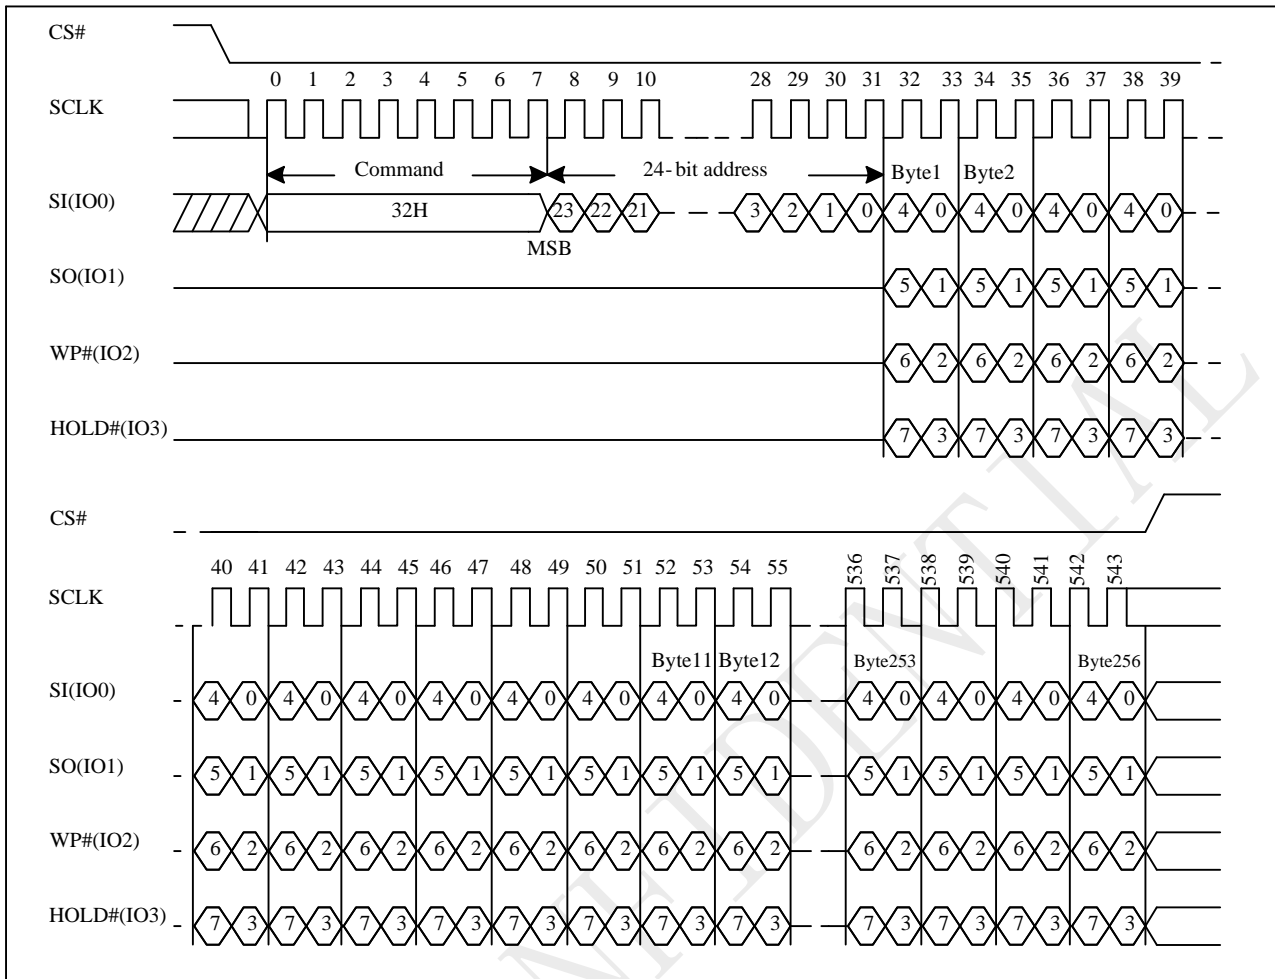 CS#
0 1 2 3 4 5 6 7 8 9 10 28 29 30 31 32 33 34 35 36 37 38 39
SCLK
Command 24-bit address Byte1 Byte2
SI(IO0) 32H 23 22 21 3 2 1 0 4 0 4 0 4 0 4 0
MSB
SO(IO1) 5 1 5 1 5 1 5 1
WP#(IO2) 6 2 6 2 6 2 6 2
HOLD#(IO3) 7 3 7 3 7 3 7 3
CS#
40 41 42 43 44 45 46 47 48 49 50 51 52 53 54 55 536 537 538 539 540 541 542 543
SCLK
Byte11 Byte12 Byte253 Byte256
SI(IO0) 4 0 4 0 4 0 4 0 4 0 4 0 4 0 4 0 4 0 4 0 4 0 4 0
SO(IO1) 5 1 5 1 5 1 5 1 5 1 5 1 5 1 5 1 5 1 5 1 5 1 5 1
WP#(IO2) 6 2 6 2 6 2 6 2 6 2 6 2 6 2 6 2 6 2 6 2 6 2 6 2
HOLD#(IO3) 7 3 7 3 7 3 7 3 7 3 7 3 7 3 7 3 7 3 7 3 7 3 7 3
NFIDENTIAL